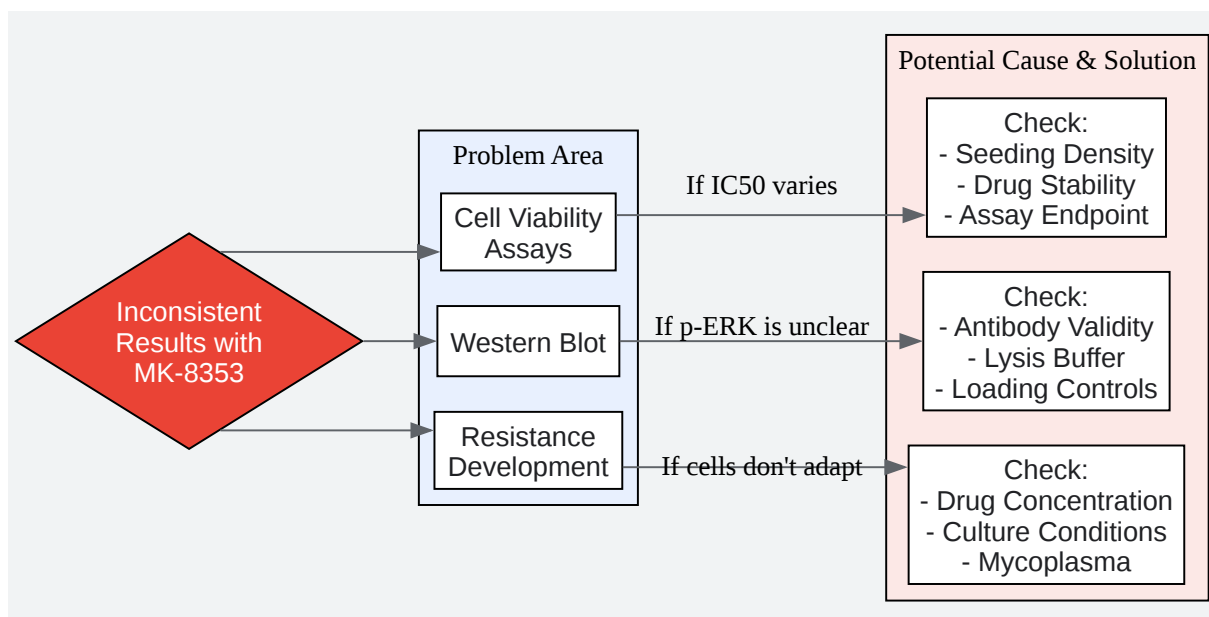 Inconsistent
Results with
MK-8353
Problem Area
Cell Viability
Assays
Western Blot
Resistance
Development
If IC50 varies
If p-ERK is unclear
If cells don't adapt
Potential Cause & Solution
Check:
- Seeding Density
- Drug Stability
- Assay Endpoint
Check:
- Antibody Validity
- Lysis Buffer
- Loading Controls
Check:
- Drug Concentration
- Culture Conditions
- Mycoplasma